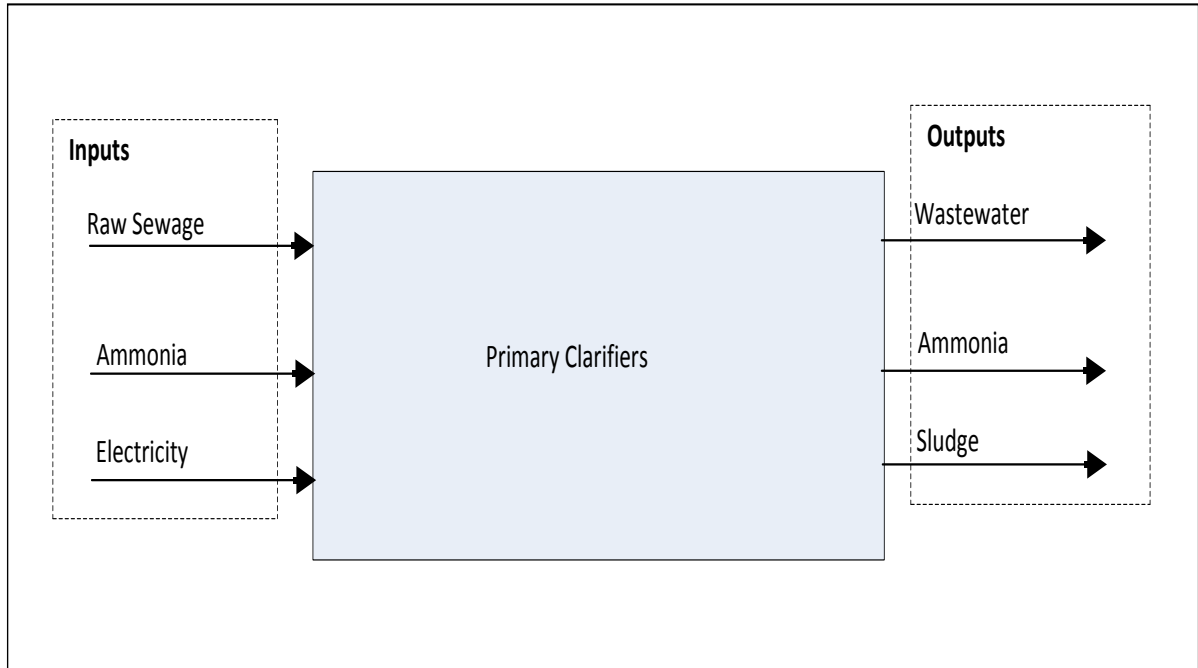 Inputs
Raw Sewage
Ammonia
Electricity
Primary Clarifiers
Outputs
Wastewater
Ammonia
Sludge